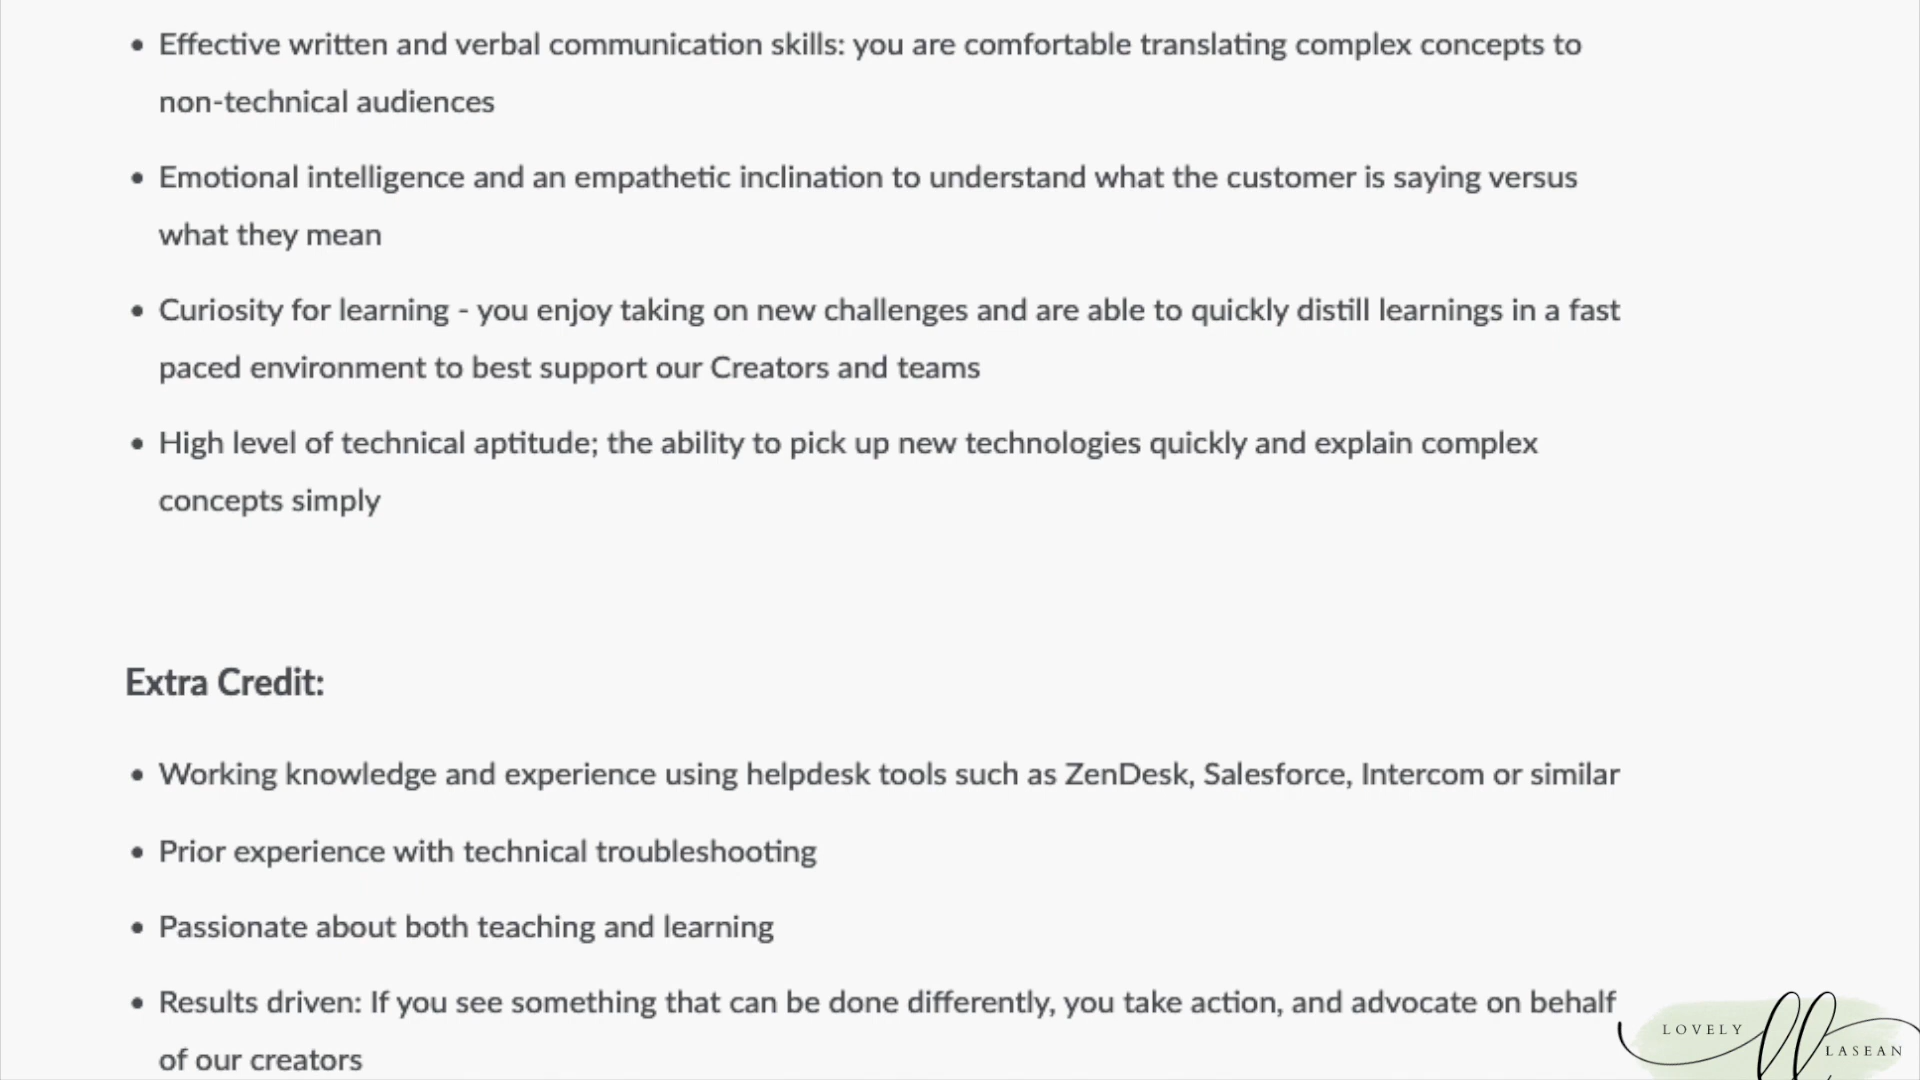 • Effective written and verbal communication skills: you are comfortable translating complex concepts to
non-technical audiences
• Emotional intelligence and an empathetic inclination to understand what the customer is saying versus
what they mean
• Curiosity for learning - you enjoy taking on new challenges and are able to quickly distill learnings in a fast
paced environment to best support our Creators and teams
• High level of technical aptitude; the ability to pick up new technologies quickly and explain complex
concepts simply
Extra Credit:
• Working knowledge and experience using helpdesk tools such as ZenDesk, Salesforce, Intercom or similar
• Prior experience with technical troubleshooting
• Passionate about both teaching and learning
• Results driven: If you see something that can be done differently, you take action, and advocate on behalf
of our creators
LOVELY
ll
LASEAN